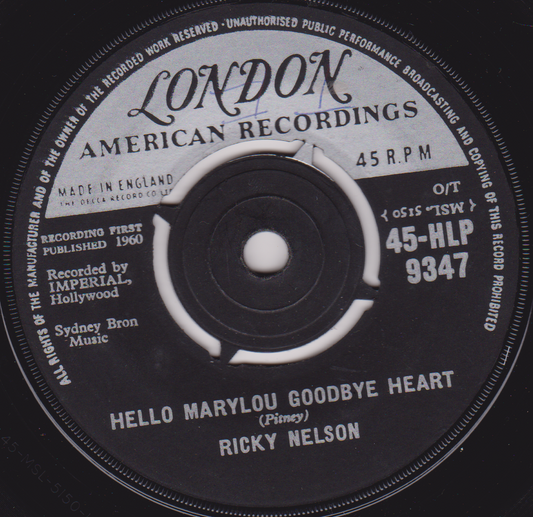 ALL RIGHTS OF THE MANUFACTURER AND OF THE OWNER OF THE RECORDED WORK RESERVED · UNAUTHORISED PUBLIC PERFORMANCE BROADCASTING AND COPYING OF THIS RECORD PROHIBITED
LONDON
AMERICAN RECORDINGS
45 R.P.M
MADE IN ENGLAND
THE DECCA RECORD CO LTD
O/T
RECORDING FIRST
PUBLISHED 1960
45-HLP
9347
Recorded by
IMPERIAL,
Hollywood
Sydney Bron
Music
HELLO MARYLOU GOODBYE HEART
(Pitney)
RICKY NELSON